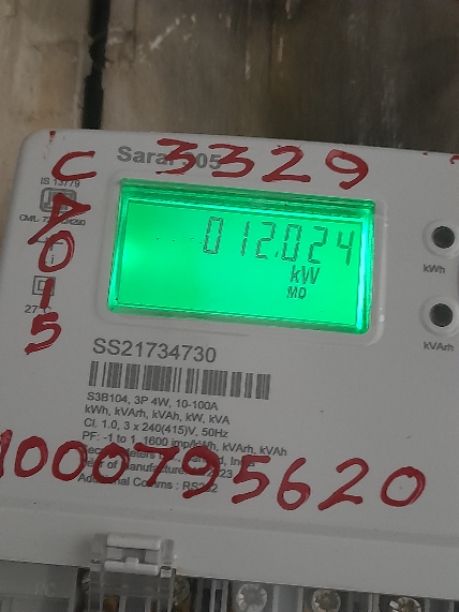 Saral 305
3329
IS 13779
012.024
kW
MD
kWh
kVArh
SS21734730
S3B104, 3P 4W, 10-100A
kWh, kVArh, kVAh, kW, kVA
Cl. 1.0, 3 x 240(415)V, 50Hz
PF: -1 to 1, 1600 imp/kWh, kVArh, kVAh
1000795620
Additional Comms : RS232